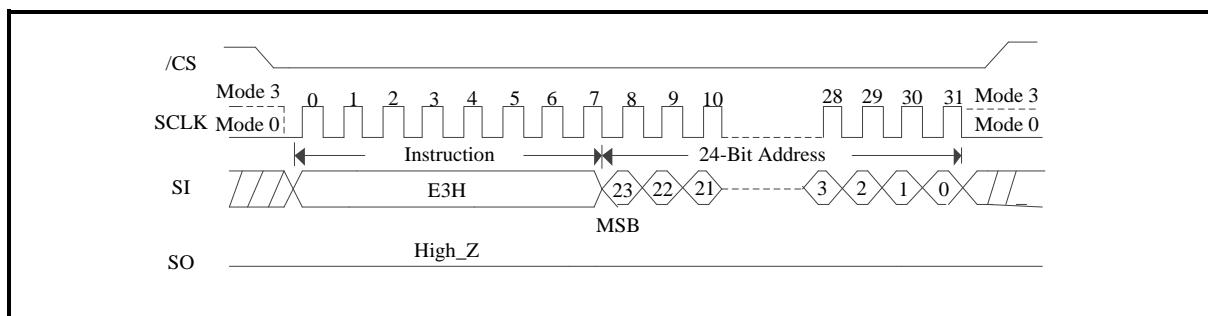 /CS
Mode 3
0 1 2 3 4 5 6 7 8 9 10 28 29 30 31 Mode 3
SCLK Mode 0 Mode 0
Instruction 24-Bit Address
SI E3H 23 22 21 3 2 1 0
MSB
High_Z
SO